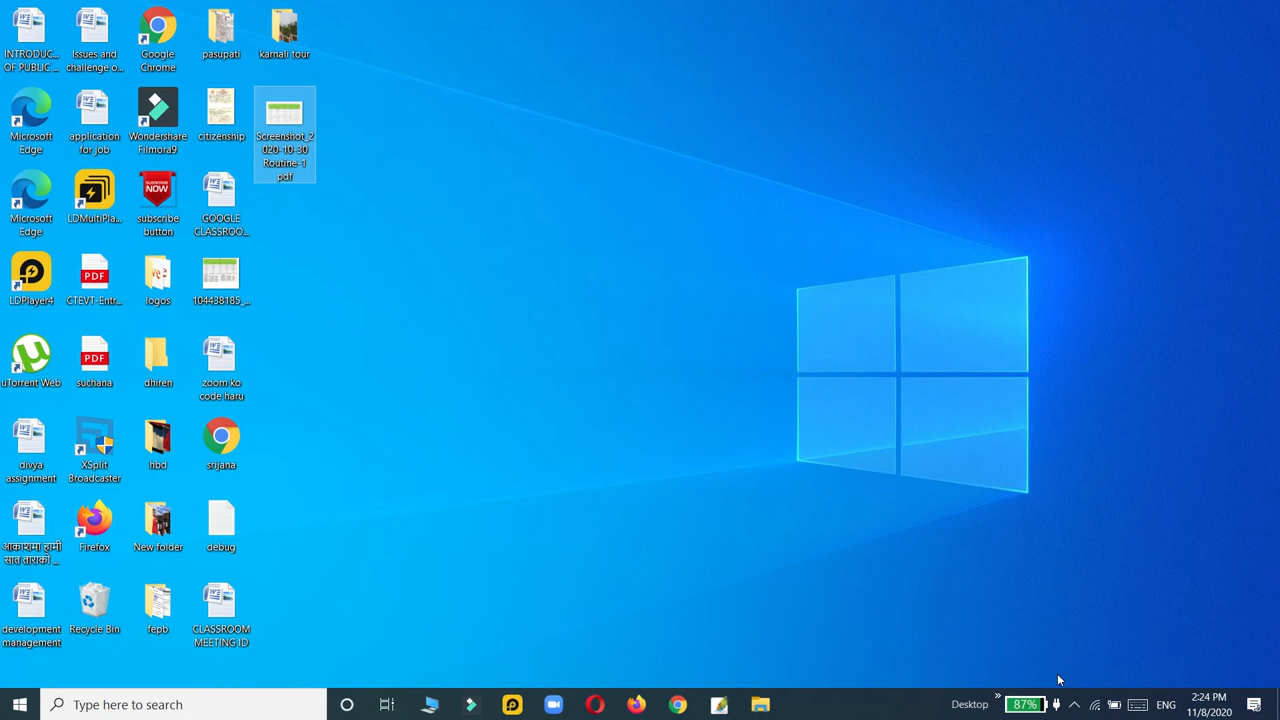 INTRODUC...
OF PUBLIC ...
Issues and
challenge o...
Google
Chrome
pasupati
karnali tour
Microsoft
Edge
application
for job
Wondershare
Filmora9
citizenship
Screenshot_2
020-10-30
Routine-1
pdf
Microsoft
Edge
LDMultiPla...
SUBSCRIBE
NOW
subscribe
button
GOOGLE
CLASSROO...
LDPlayer4
PDF
CTEVT-Entr...
logos
104438185_...
uTorrent Web
PDF
suchana
dhiren
zoom ko
code haru
divya
assignment
XSplit
Broadcaster
hbd
srijana
आकाशमा हामी
सात ताराको ...
Firefox
New folder
debug
development
management
Recycle Bin
fepb
CLASSROOM
MEETING ID
Type here to search
Desktop
87%
ENG
2:24 PM
11/8/2020